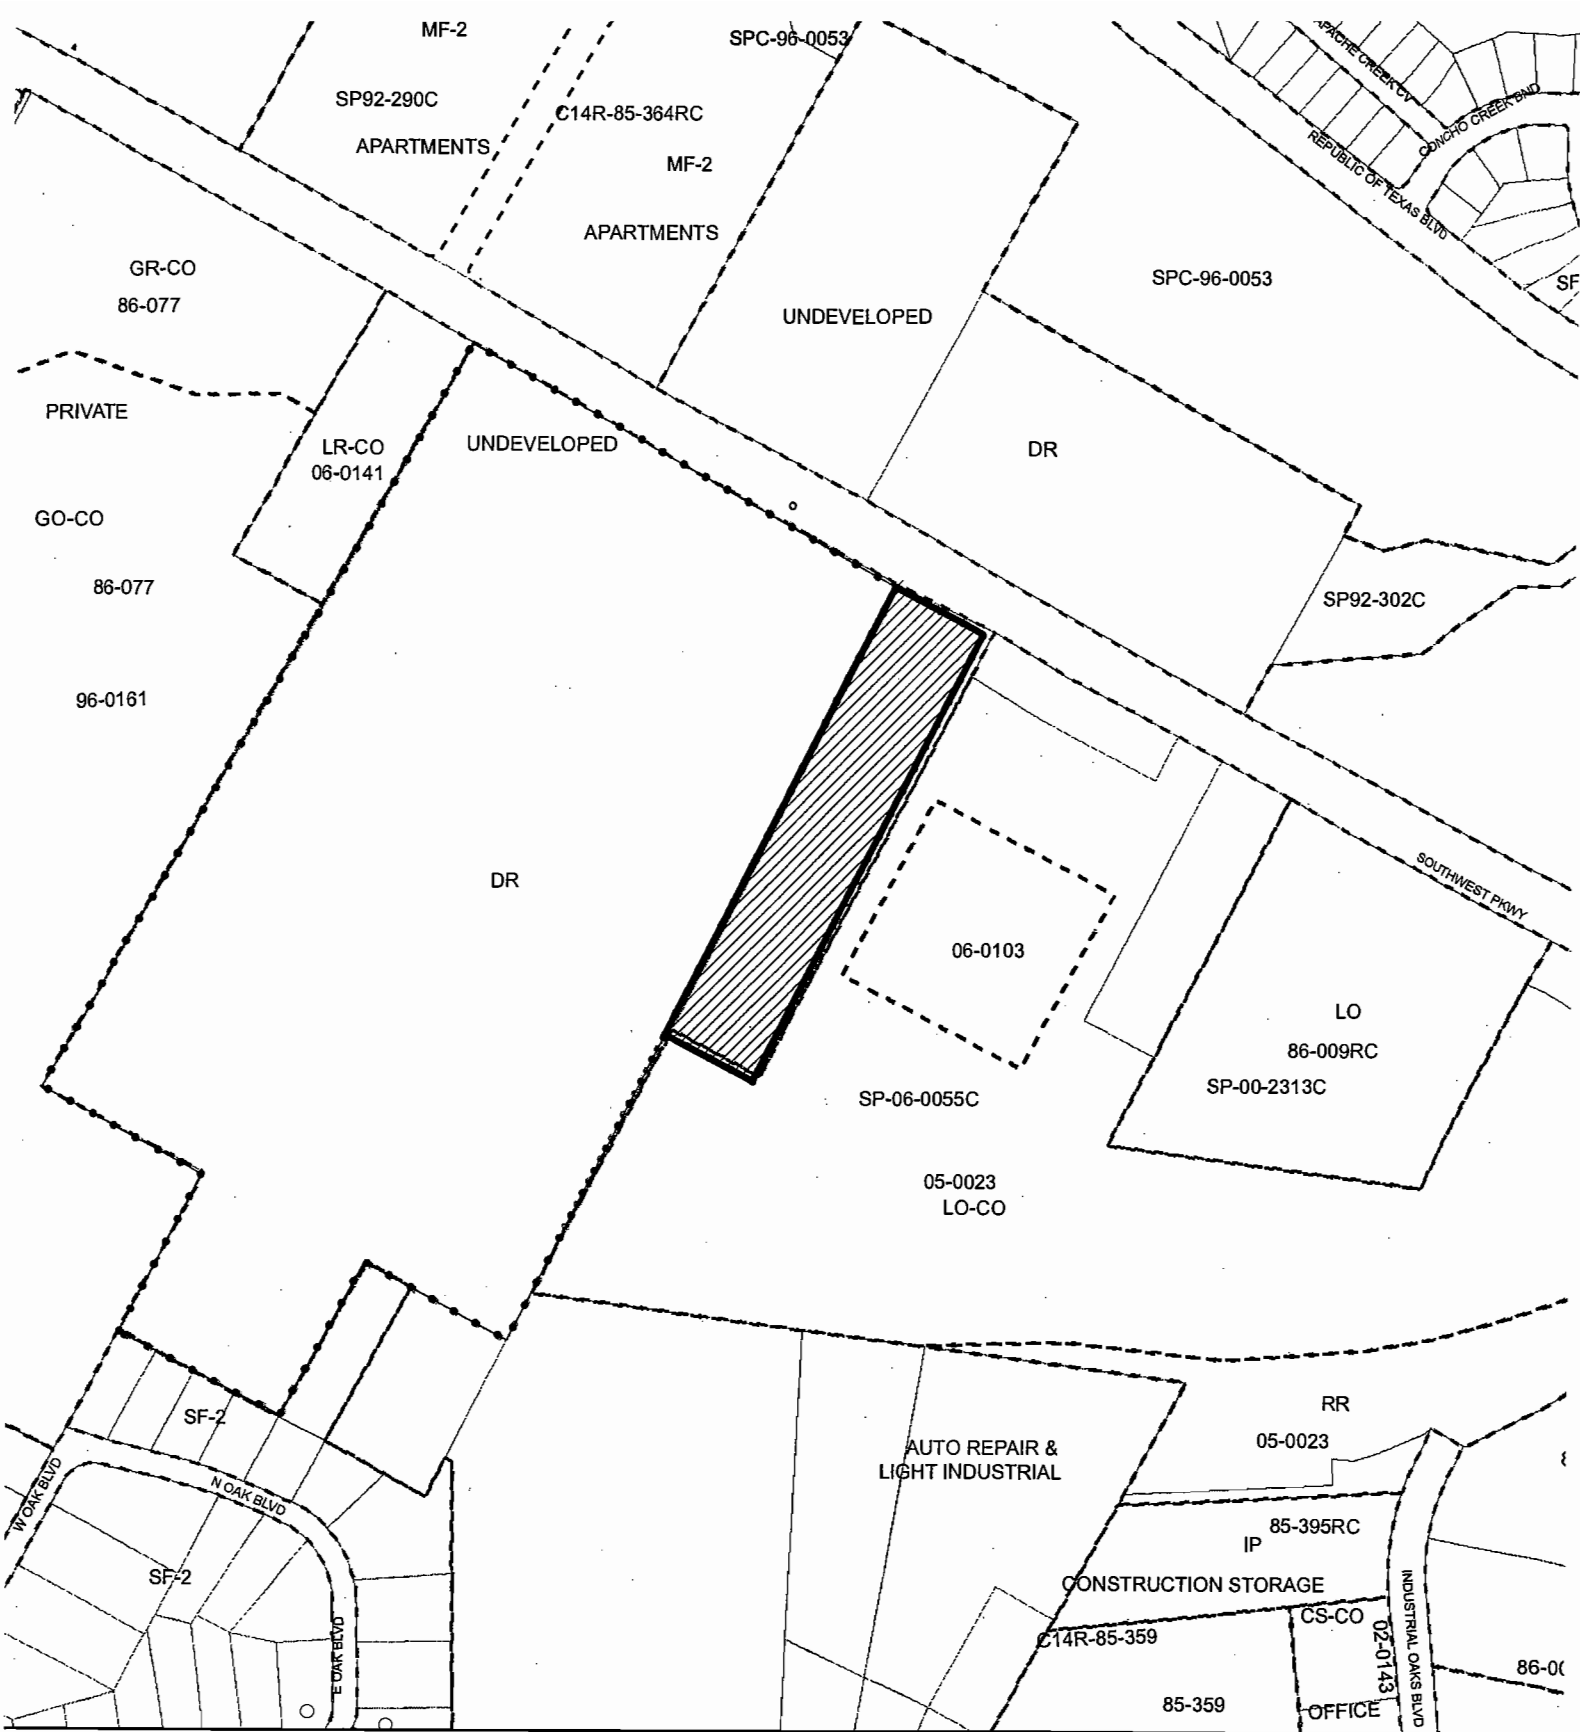 MF-2
SPC-96-0053
SP92-290C
C14R-85-364RC
APARTMENTS
MF-2
APARTMENTS
APACHE CREEK CV
CONCHO CREEK BND
REPUBLIC OF TEXAS BLVD
GR-CO
86-077
SPC-96-0053
SF
UNDEVELOPED
PRIVATE
LR-CO
06-0141
UNDEVELOPED
DR
GO-CO
86-077
SP92-302C
96-0161
DR
SOUTHWEST PKWY
06-0103
LO
86-009RC
SP-00-2313C
SP-06-0055C
05-0023
LO-CO
RR
05-0023
SF-2
AUTO REPAIR &
LIGHT INDUSTRIAL
W OAK BLVD
N OAK BLVD
85-395RC
IP
SF-2
CONSTRUCTION STORAGE
CS-CO
02-0143
INDUSTRIAL OAKS BLVD
E OAK BLVD
C14R-85-359
86-00
85-359
OFFICE